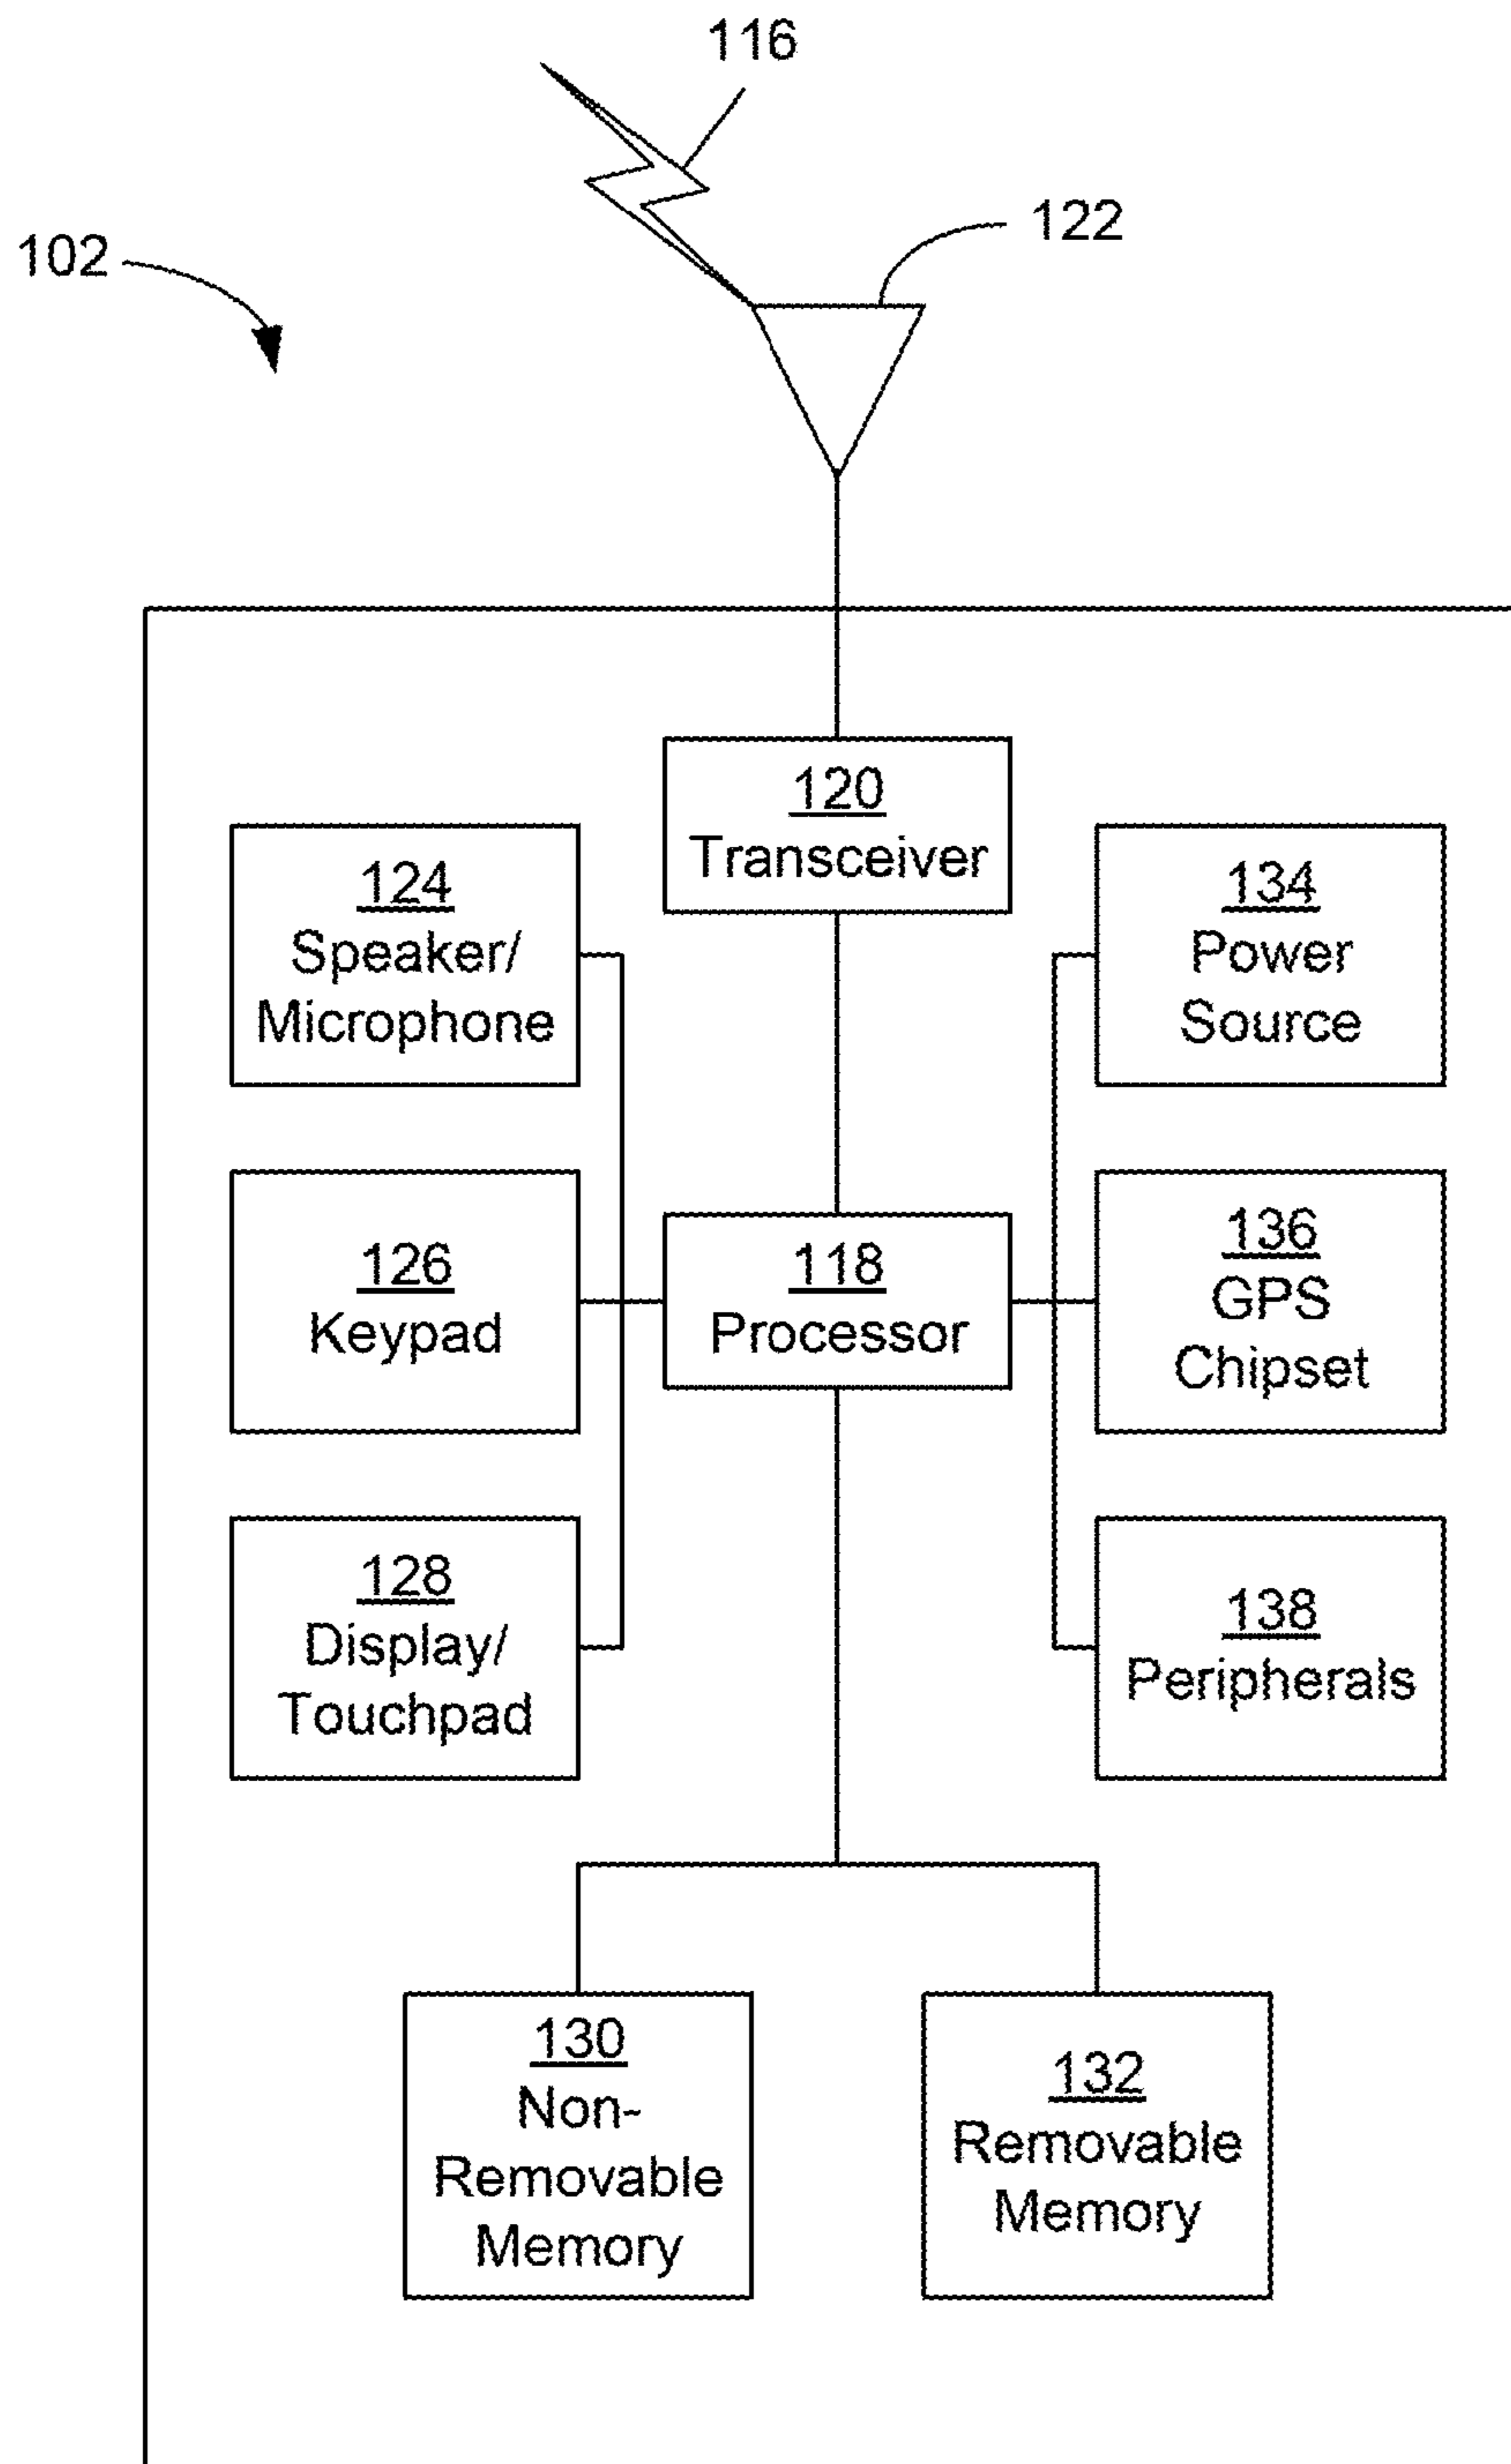 116
122
102
120
Transceiver
124
Speaker/
Microphone
134
Power
Source
126
Keypad
118
Processor
136
GPS
Chipset
128
Display/
Touchpad
138
Peripherals
130
Non-
Removable
Memory
132
Removable
Memory